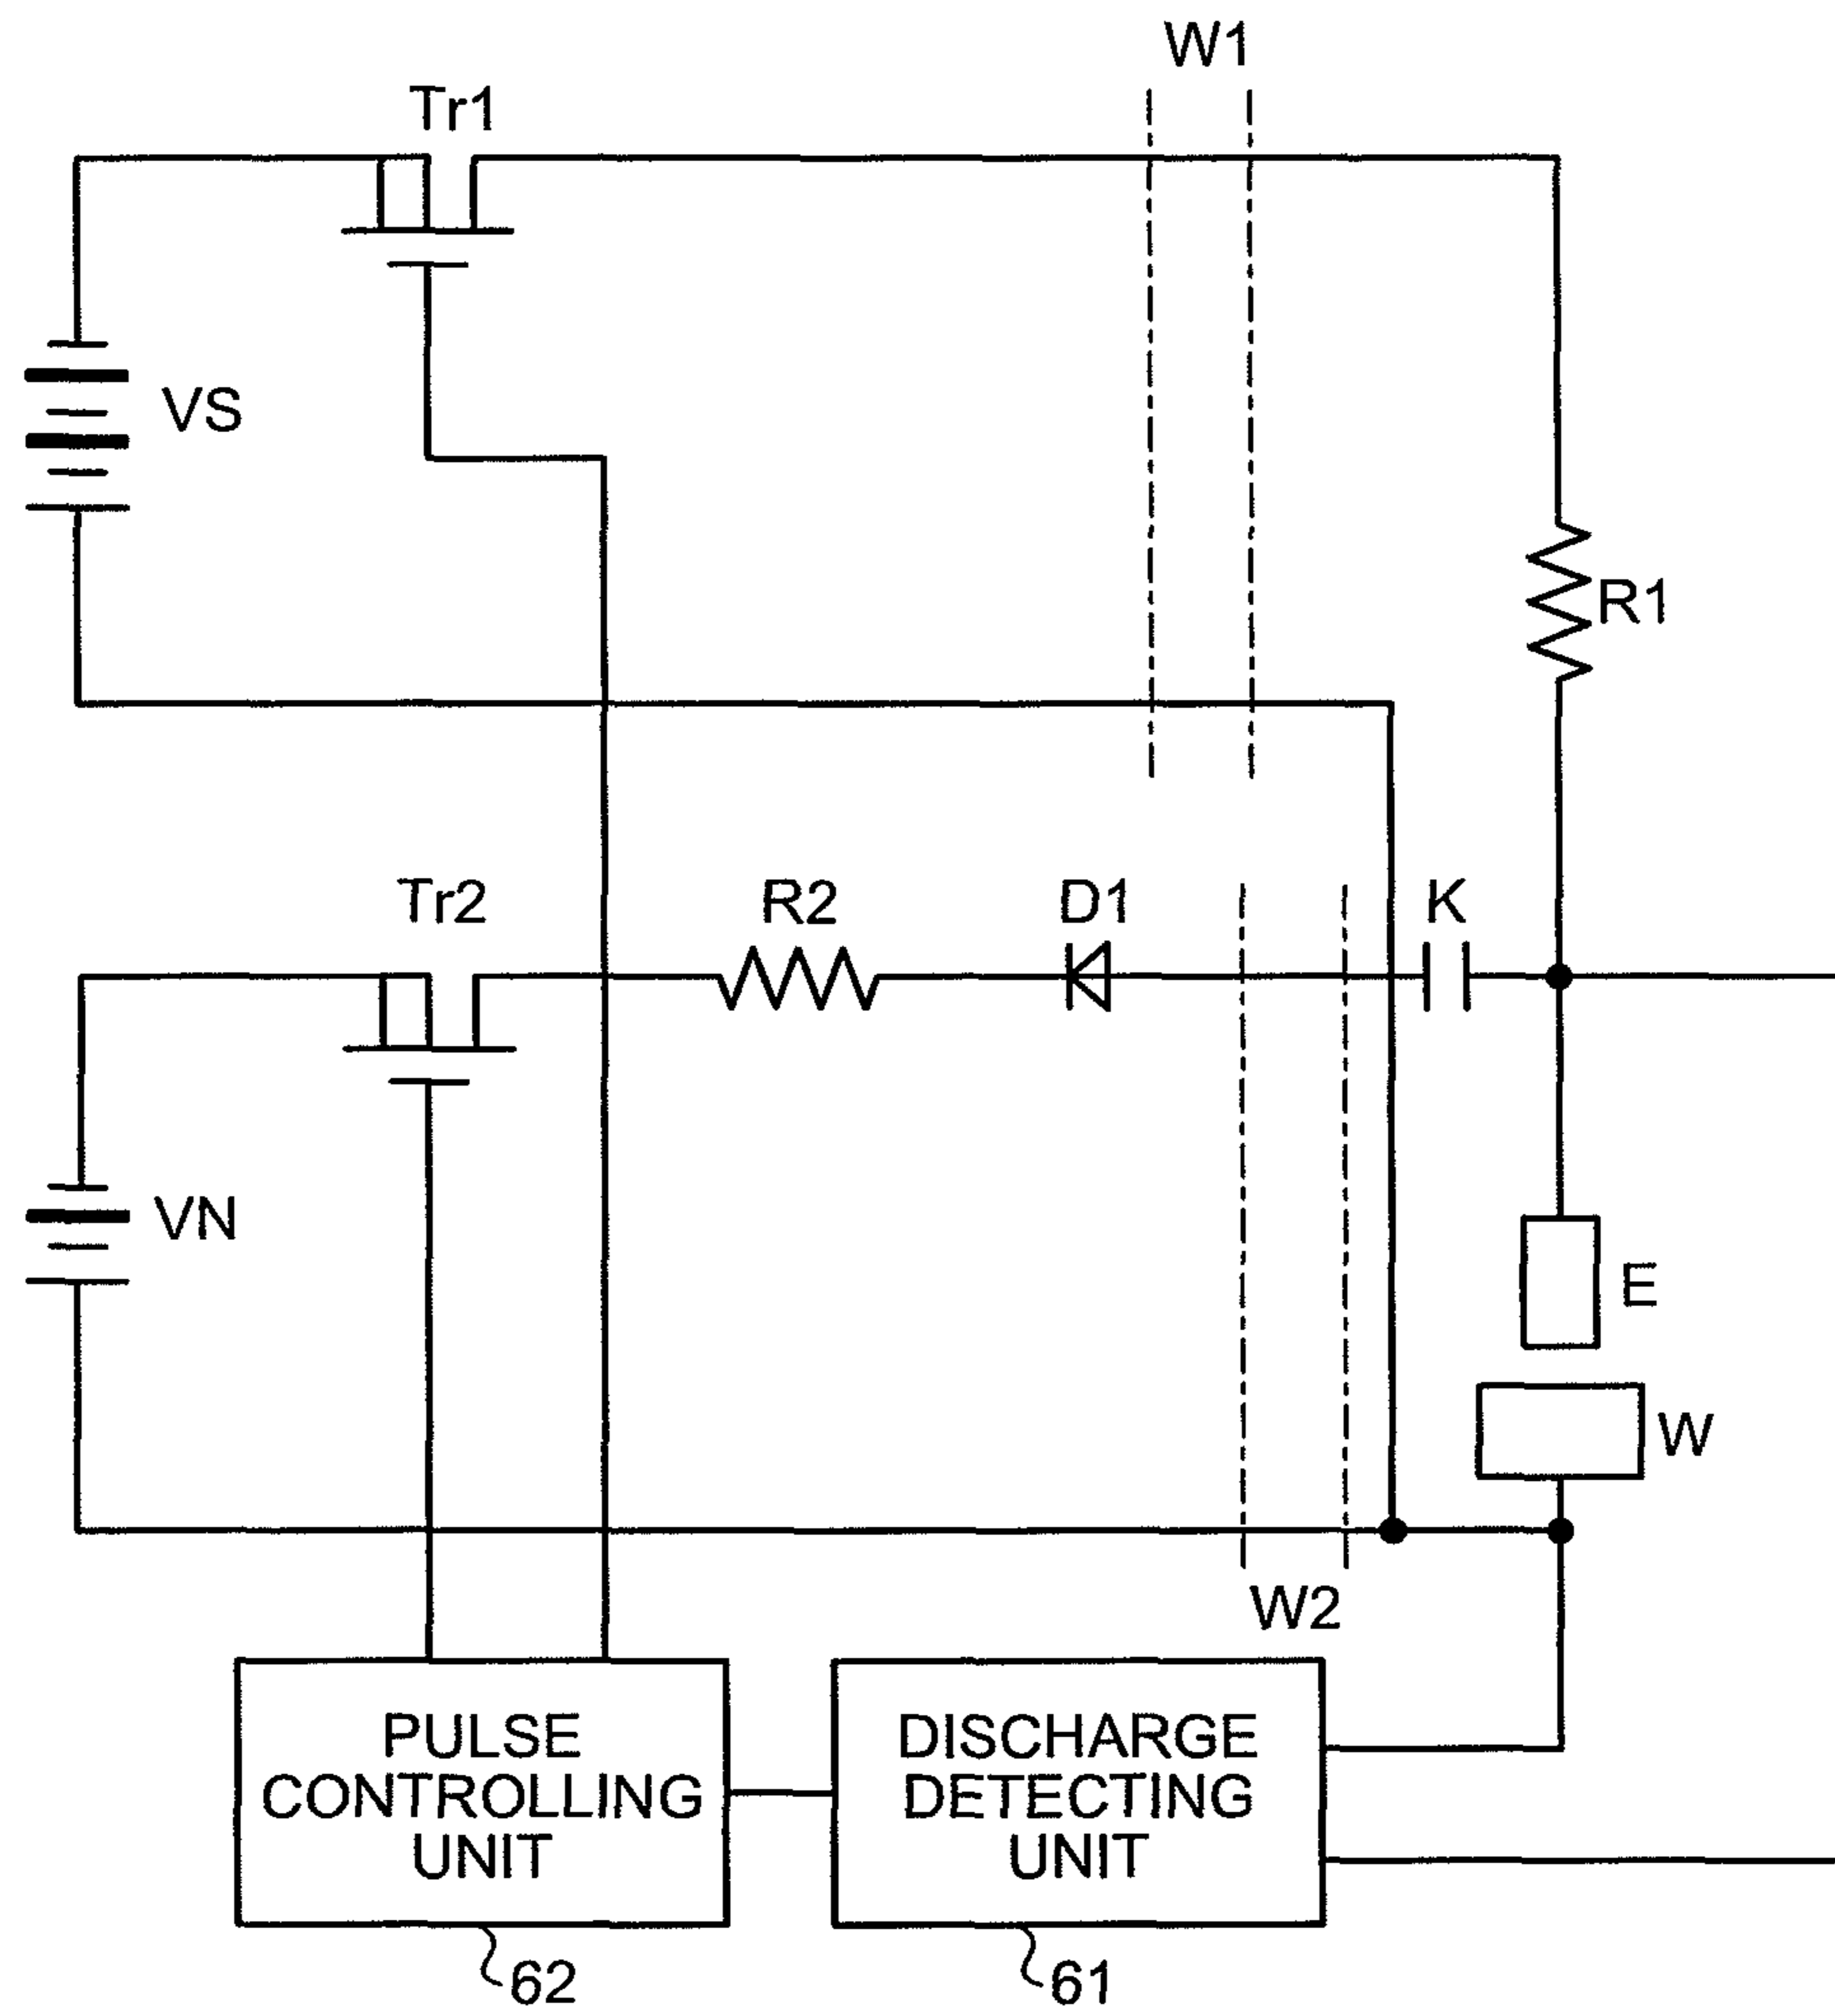 W1
Tr1
VS
R1
Tr2
R2
D1
K
VN
E
W
W2
PULSE
CONTROLLING
UNIT
DISCHARGE
DETECTING
UNIT
62
61